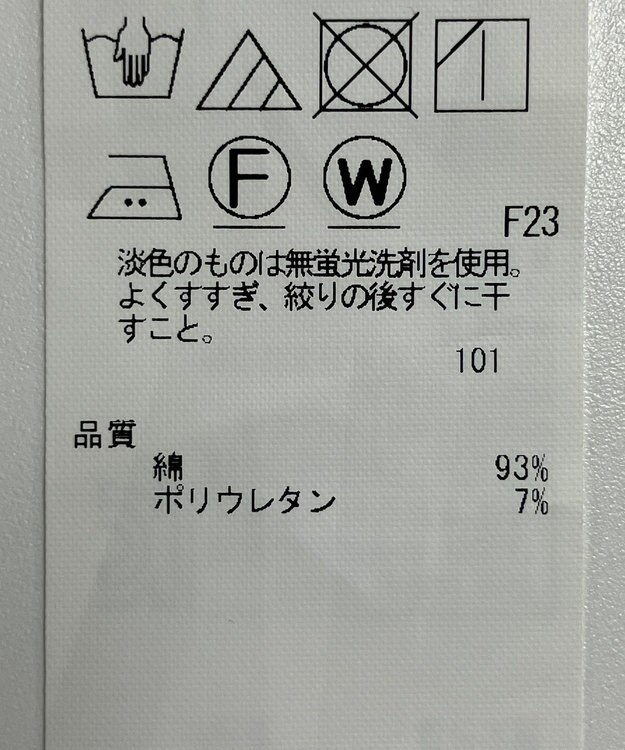 F W
F23
淡色のものは無蛍光洗剤を使用。
よくすすぎ、絞りの後すぐに干
すこと。
101
品質
綿 93%
ポリウレタン 7%